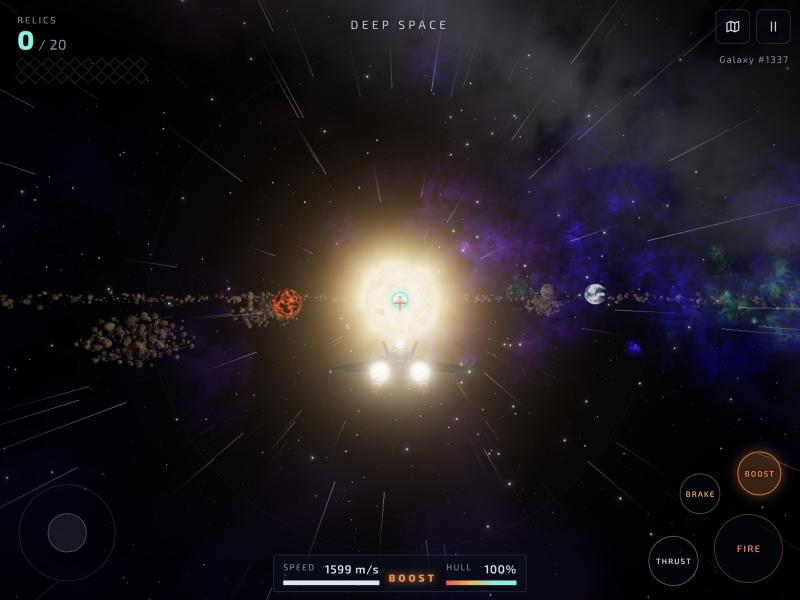 RELICS
0 / 20
DEEP SPACE
Galaxy #1337
BOOST
BRAKE
FIRE
THRUST
SPEED 1599 m/s
BOOST
HULL 100%